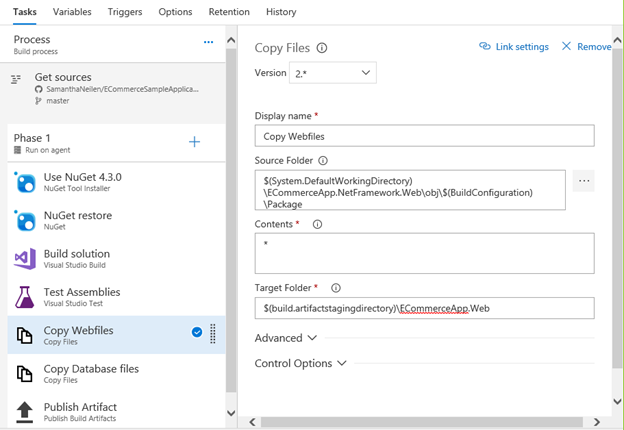 Tasks Variables Triggers Options Retention History
Process
Build process
...
Get sources
SamanthaNeilen/ECommerceSampleApplica...
master
Phase 1
Run on agent
+
Use NuGet 4.3.0
NuGet Tool Installer
NuGet restore
NuGet
Build solution
Visual Studio Build
Test Assemblies
Visual Studio Test
Copy Webfiles
Copy Files
Copy Database files
Copy Files
Publish Artifact
Publish Build Artifacts
Copy Files
Link settings
Remove
Version 2.*
Display name *
Copy Webfiles
Source Folder
$(System.DefaultWorkingDirectory)
\ECommerceApp.NetFramework.Web\obj\$(BuildConfiguration)
\Package
...
Contents *
*
Target Folder *
$(build.artifactstagingdirectory)\ECommerceApp.Web
Advanced
Control Options